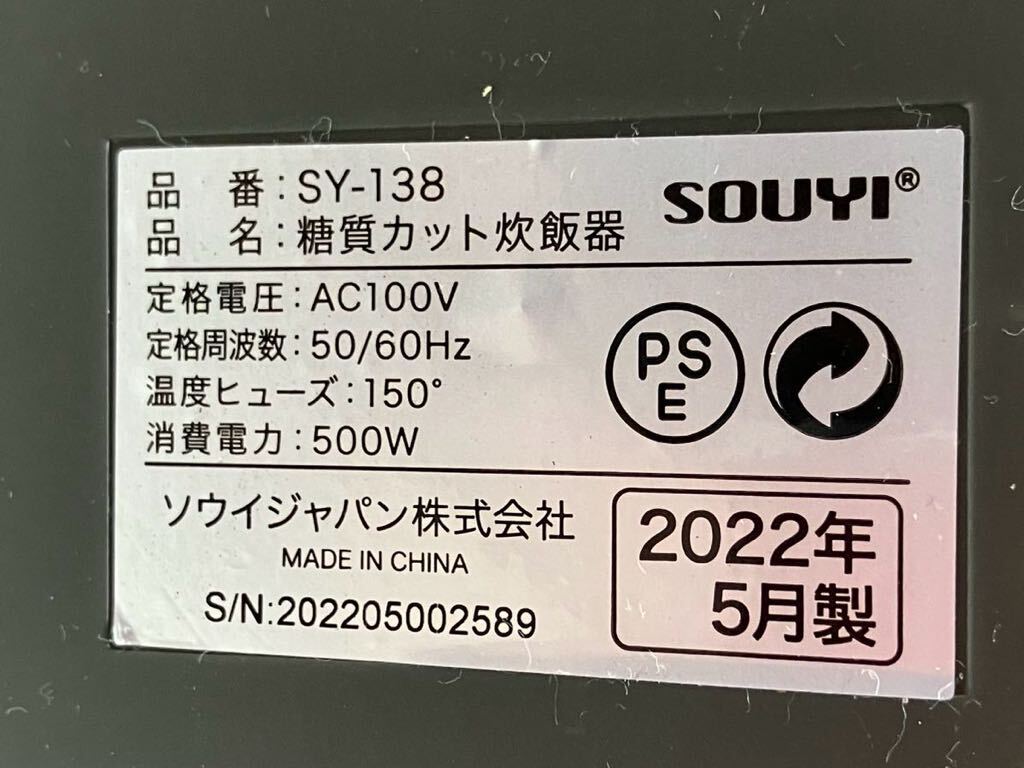 品 番：SY-138
SOUYI®
品 名：糖質カット炊飯器
定格電圧：AC100V
定格周波数：50/60Hz
温度ヒューズ：150°
消費電力：500W
PS
E
ソウイジャパン株式会社
MADE IN CHINA
S/N:202205002589
2022年
5月製